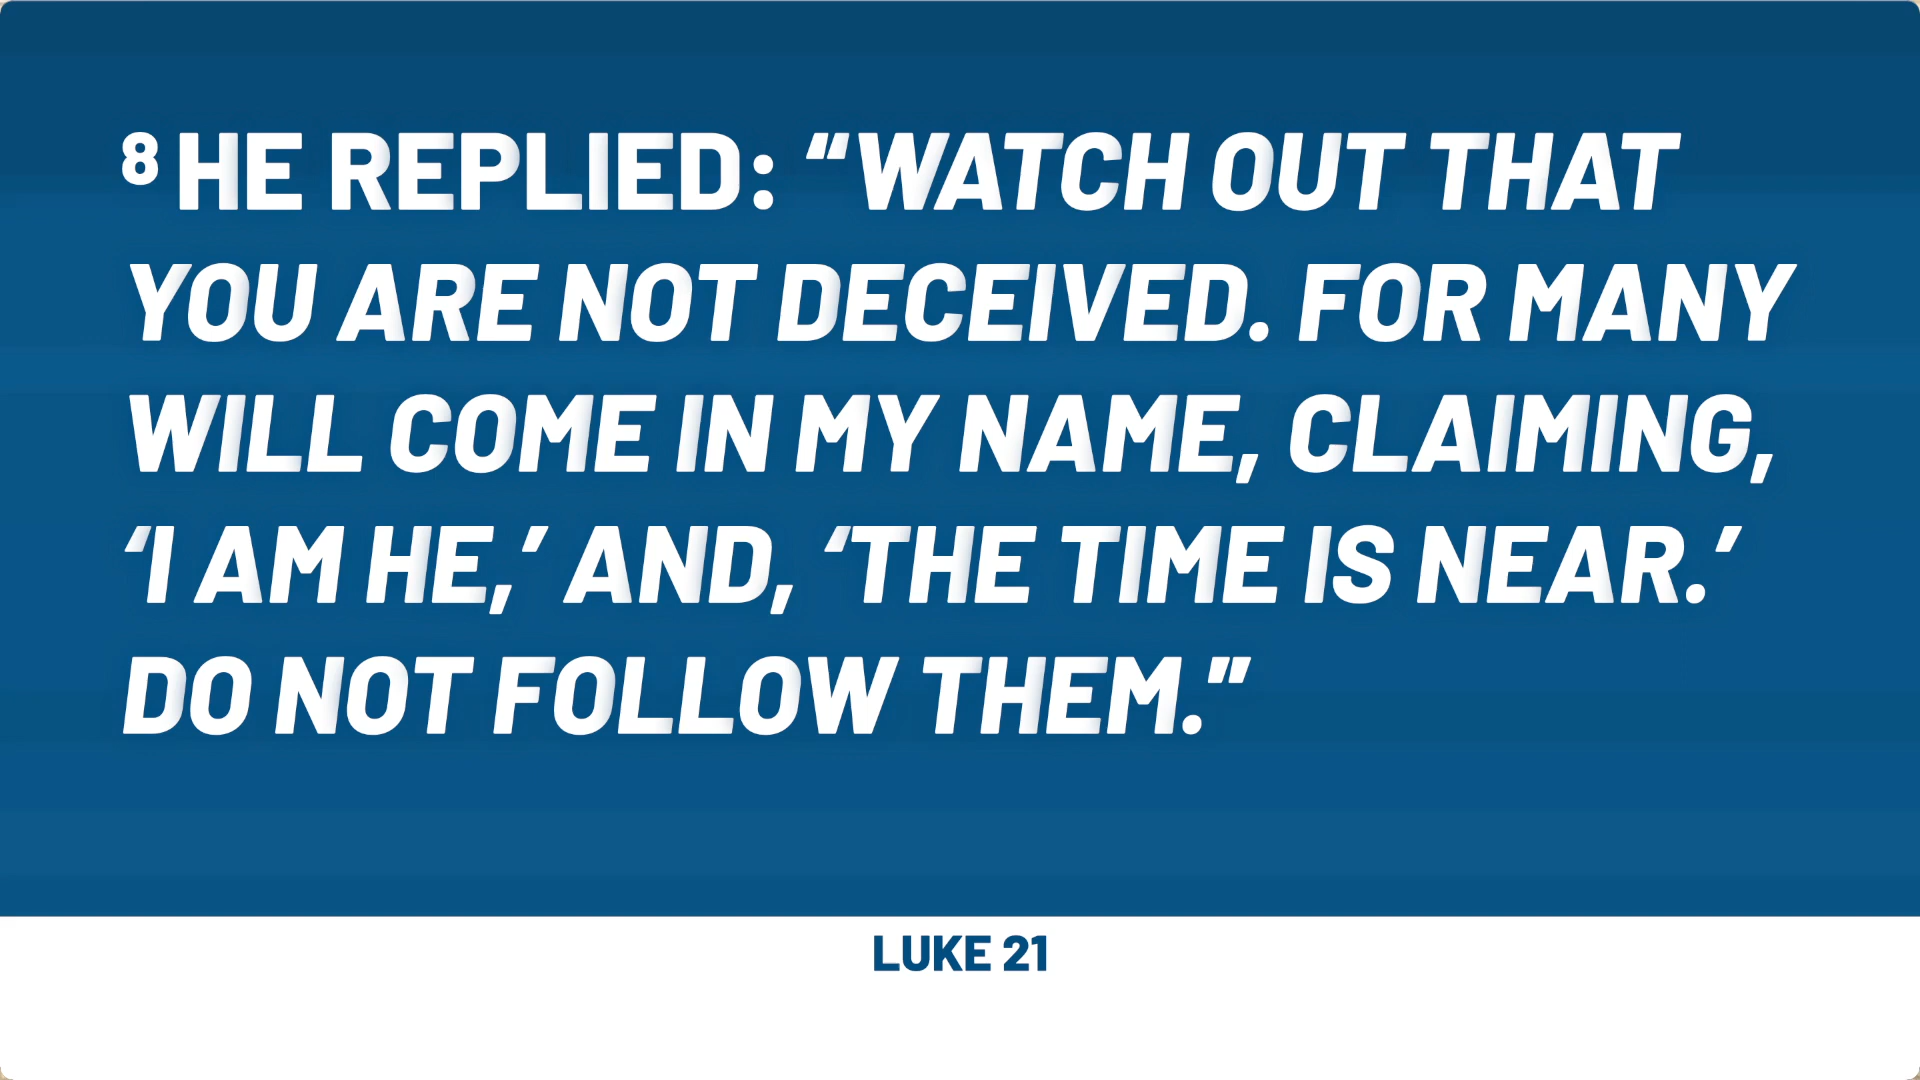 ⁸ HE REPLIED: “WATCH OUT THAT
YOU ARE NOT DECEIVED. FOR MANY
WILL COME IN MY NAME, CLAIMING,
‘I AM HE,’ AND, ‘THE TIME IS NEAR.’
DO NOT FOLLOW THEM.”
LUKE 21